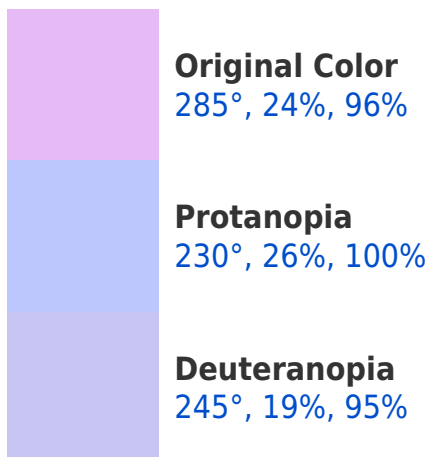 Original Color
285°, 24%, 96%
Protanopia
230°, 26%, 100%
Deuteranopia
245°, 19%, 95%